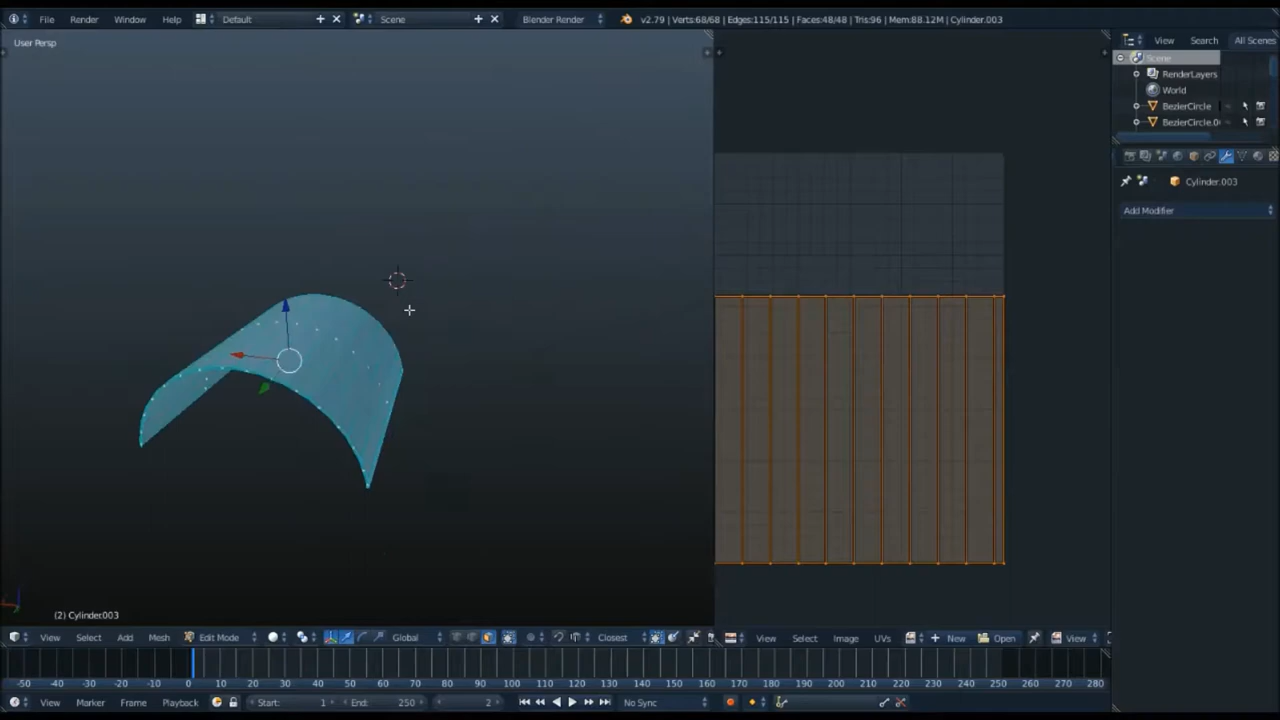 File Render Window Help Default Scene Blender Render v2.79 | Verts:68/68 | Edges:115/115 | Faces:48/48 | Tris:96 | Mem:88.12M | Cylinder.003
User Persp
View Search All Scenes
Scene
RenderLayers
World
BezierCircle
BezierCircle.0
Cylinder.003
Add Modifier
(2) Cylinder.003
View Select Add Mesh Edit Mode Global Closest View Select Image UVs New Open View
-50 -40 -30 -20 -10 0 10 20 30 40 50 60 70 80 90 100 110 120 130 140 150 160 170 180 190 200 210 220 230 240 250 260 270 280
View Marker Frame Playback Start: 1 End: 250 2 No Sync